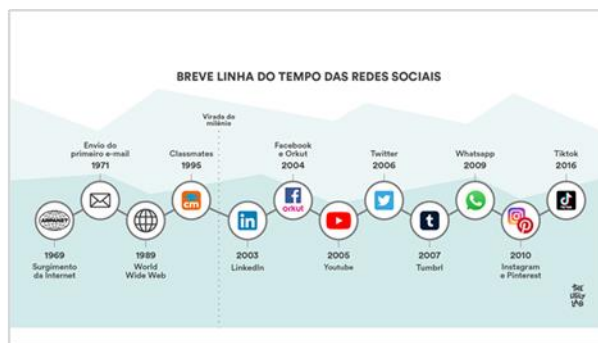 BREVE LINHA DO TEMPO DAS REDES SOCIAIS
Virada do
milênio
Envio do
primeiro e-mail
1971
Classmates
1995
Facebook
e Orkut
2004
Twitter
2006
Whatsapp
2009
Tiktok
2016
ARPANET
cm
in
orkut
t
1969
Surgimento
da Internet
1989
World
Wide Web
2003
LinkedIn
2005
Youtube
2007
Tumbrl
2010
Instagram
e Pinterest